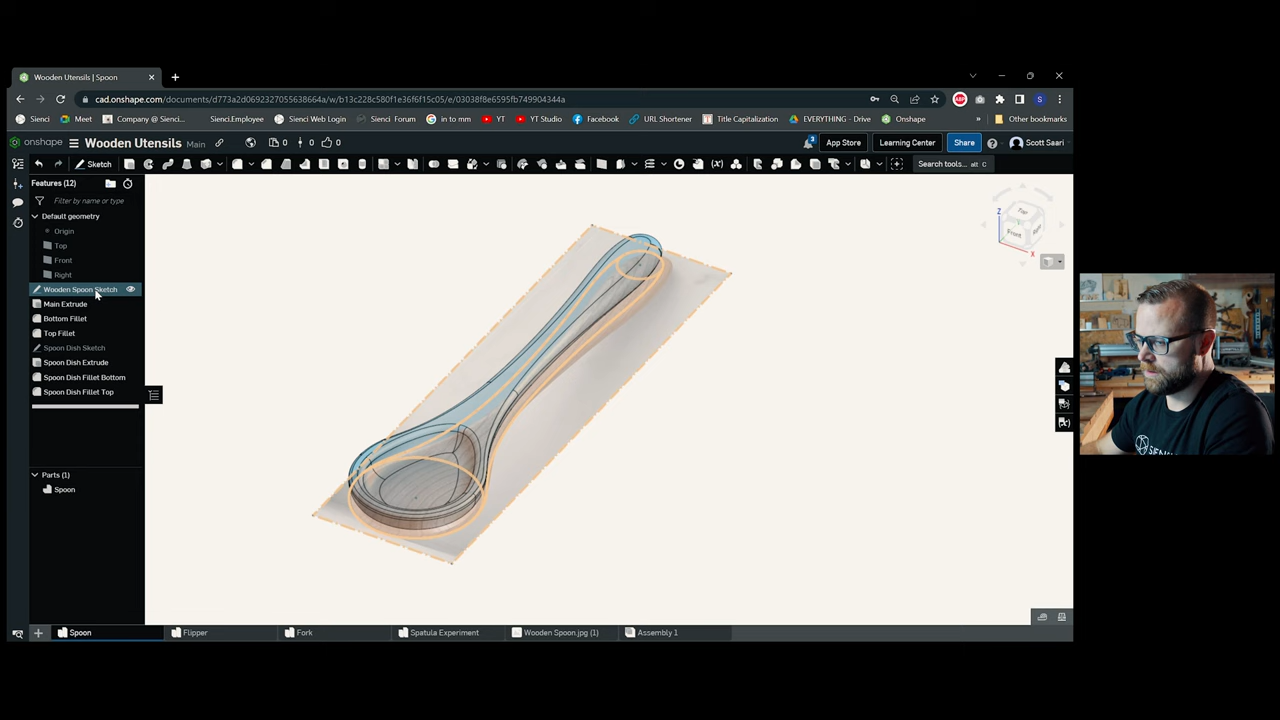 Wooden Utensils | Spoon
cad.onshape.com/documents/d773a2d0692327055638664a/w/b13c228c580f1e36f6f15c05/e/03038f8e6595fb749904344a
Sienci Meet Company @ Sienci... Sienci.Employee Sienci Web Login Sienci Forum in to mm YT YT Studio Facebook URL Shortener Title Capitalization EVERYTHING - Drive Onshape » Other bookmarks
onshape Wooden Utensils Main 0 0 0 App Store Learning Center Share Scott Saari
Sketch Search tools... alt C
Features (12)
Filter by name or type
Default geometry
Origin
Top
Front
Right
Wooden Spoon Sketch
Main Extrude
Bottom Fillet
Top Fillet
Spoon Dish Sketch
Spoon Dish Extrude
Spoon Dish Fillet Bottom
Spoon Dish Fillet Top
Parts (1)
Spoon
Z
Top
Front
Right
X
Spoon Flipper Fork Spatula Experiment Wooden Spoon.jpg (1) Assembly 1